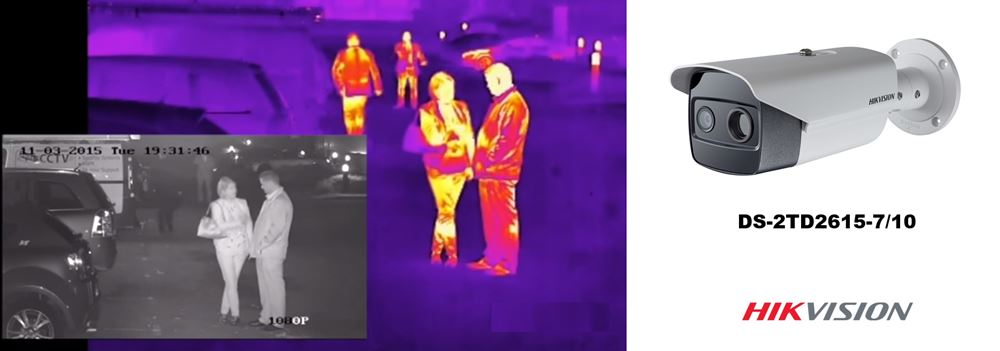 11-03-2015 Tue 19:31:46
CCTV
1080P
HIKVISION
DS-2TD2615-7/10
HIKVISION